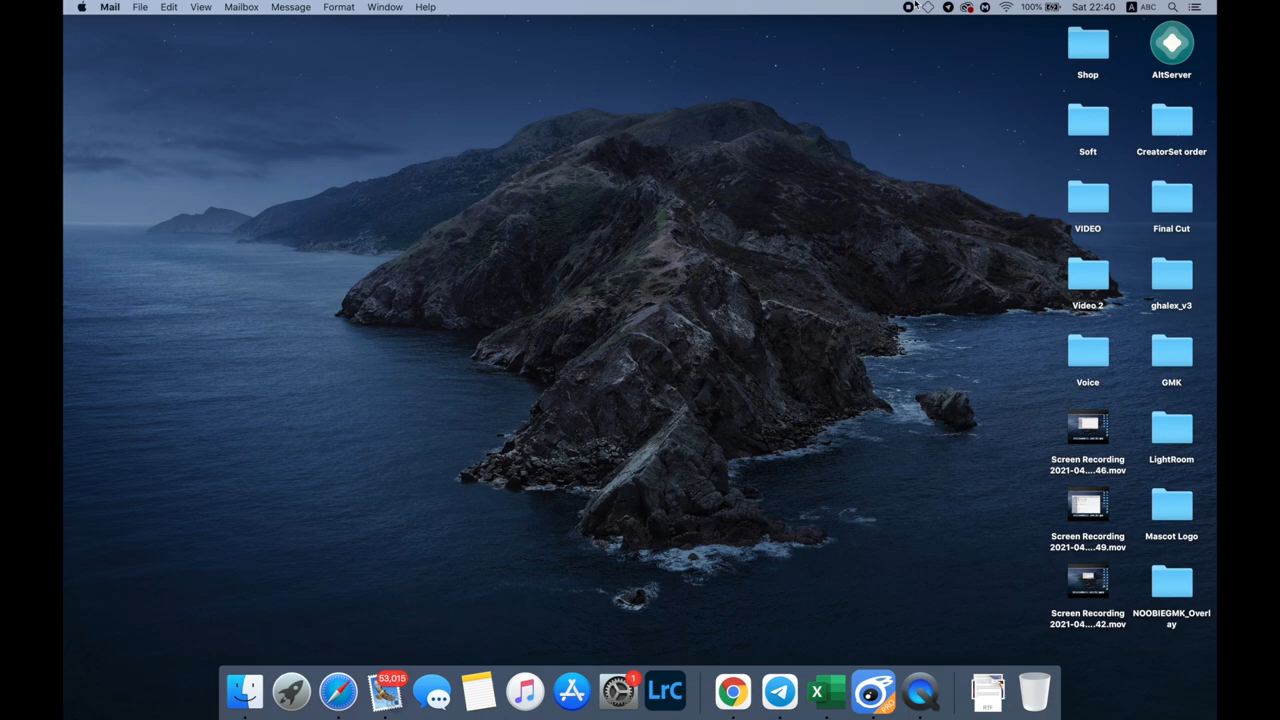 Mail File Edit View Mailbox Message Format Window Help 100% Sat 22:40 A ABC
Shop
AltServer
Soft
CreatorSet order
VIDEO
Final Cut
Video 2
ghalex_v3
Voice
GMK
Screen Recording
2021-04....46.mov
LightRoom
Screen Recording
2021-04....49.mov
Mascot Logo
Screen Recording
2021-04....42.mov
NOOBIEGMK_Overl
ay
53,015
1
LrC
PRO
RTF